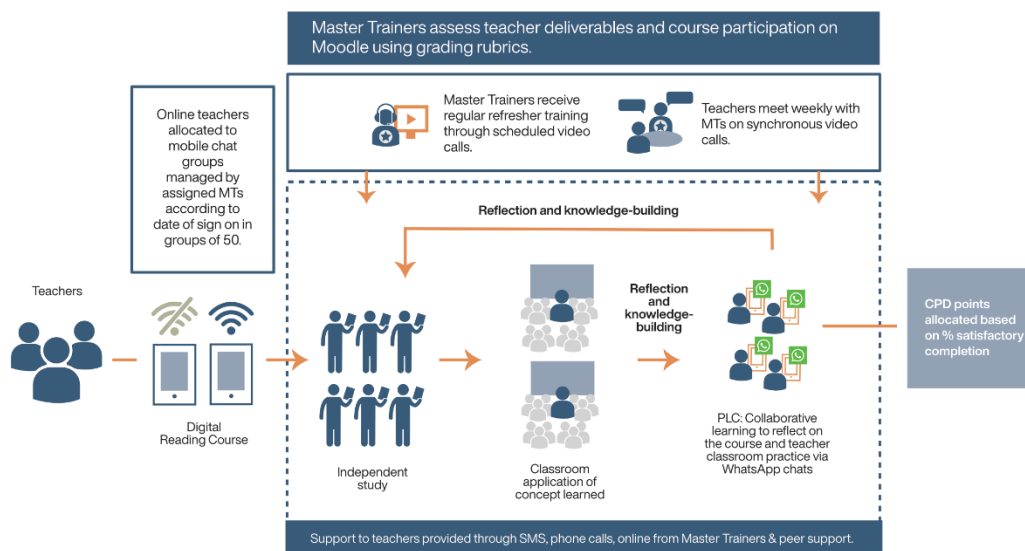 Master Trainers assess teacher deliverables and course participation on
Moodle using grading rubrics.
Online teachers
allocated to
mobile chat
groups
managed by
assigned MTs
according to
date of sign on in
groups of 50.
Master Trainers receive
regular refresher training
through scheduled video
calls.
Teachers meet weekly with
MTs on synchronous video
calls.
Reflection and knowledge-building
Teachers
Digital
Reading Course
Independent
study
Classroom
application of
concept learned
Reflection
and
knowledge-
building
PLC: Collaborative
learning to reflect on
the course and teacher
classroom practice via
WhatsApp chats
CPD points
allocated based
on % satisfactory
completion
Support to teachers provided through SMS, phone calls, online from Master Trainers & peer support.